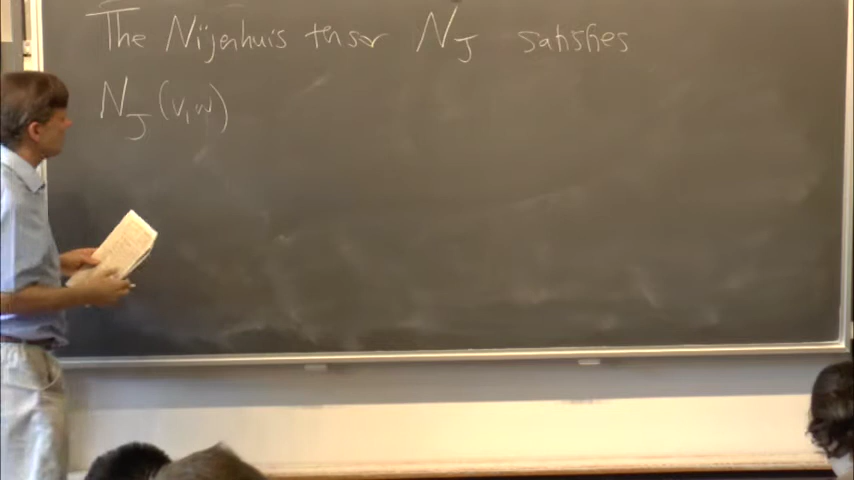 The Nijenhuis tensor N_J satisfies
N_J (v, w)